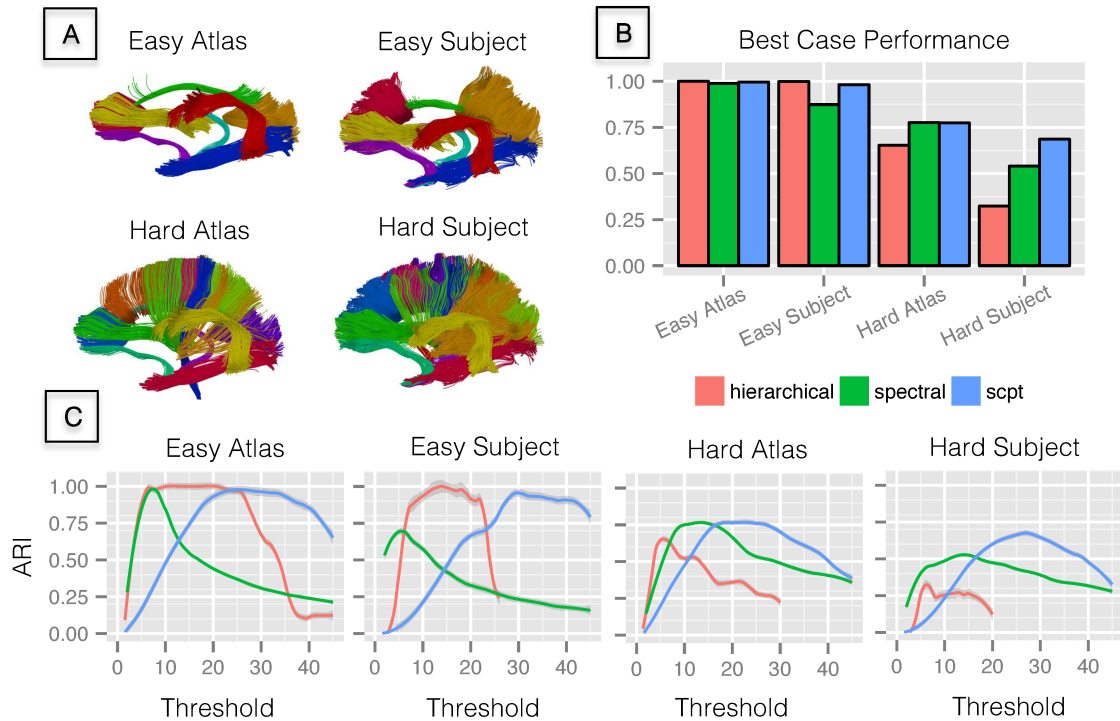 A
Easy Atlas
Easy Subject
Hard Atlas
Hard Subject
B
Best Case Performance
1.00
0.75
0.50
0.25
0.00
Easy Atlas
Easy Subject
Hard Atlas
Hard Subject
hierarchical
spectral
scpt
C
Easy Atlas
Easy Subject
Hard Atlas
Hard Subject
ARI
1.00
0.75
0.50
0.25
0.00
0 10 20 30 40
0 10 20 30 40
0 10 20 30 40
0 10 20 30 40
Threshold
Threshold
Threshold
Threshold